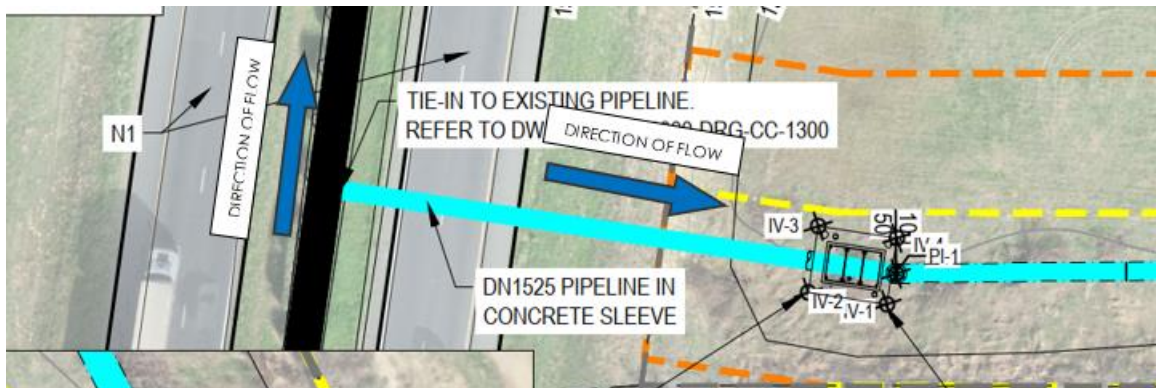 DIRECTION OF FLOW
N1
TIE-IN TO EXISTING PIPELINE.
REFER TO DW DRG-CC-1300
DIRECTION OF FLOW
DN1525 PIPELINE IN
CONCRETE SLEEVE
IV-3
50
10
IV-4
PI-1
IV-2
IV-1